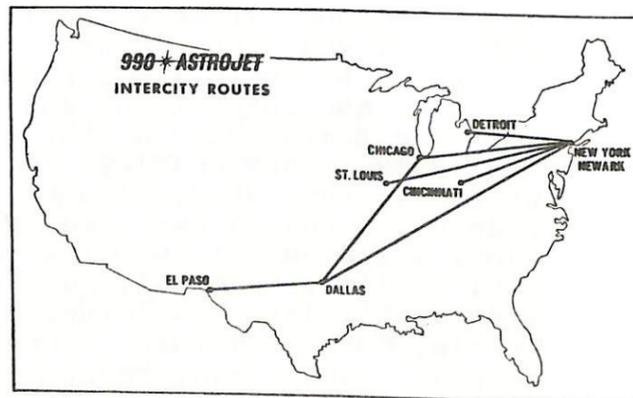 990 ASTROJET
INTERCITY ROUTES
DETROIT
CHICAGO
NEW YORK
NEWARK
ST. LOUIS
CINCINNATI
EL PASO
DALLAS